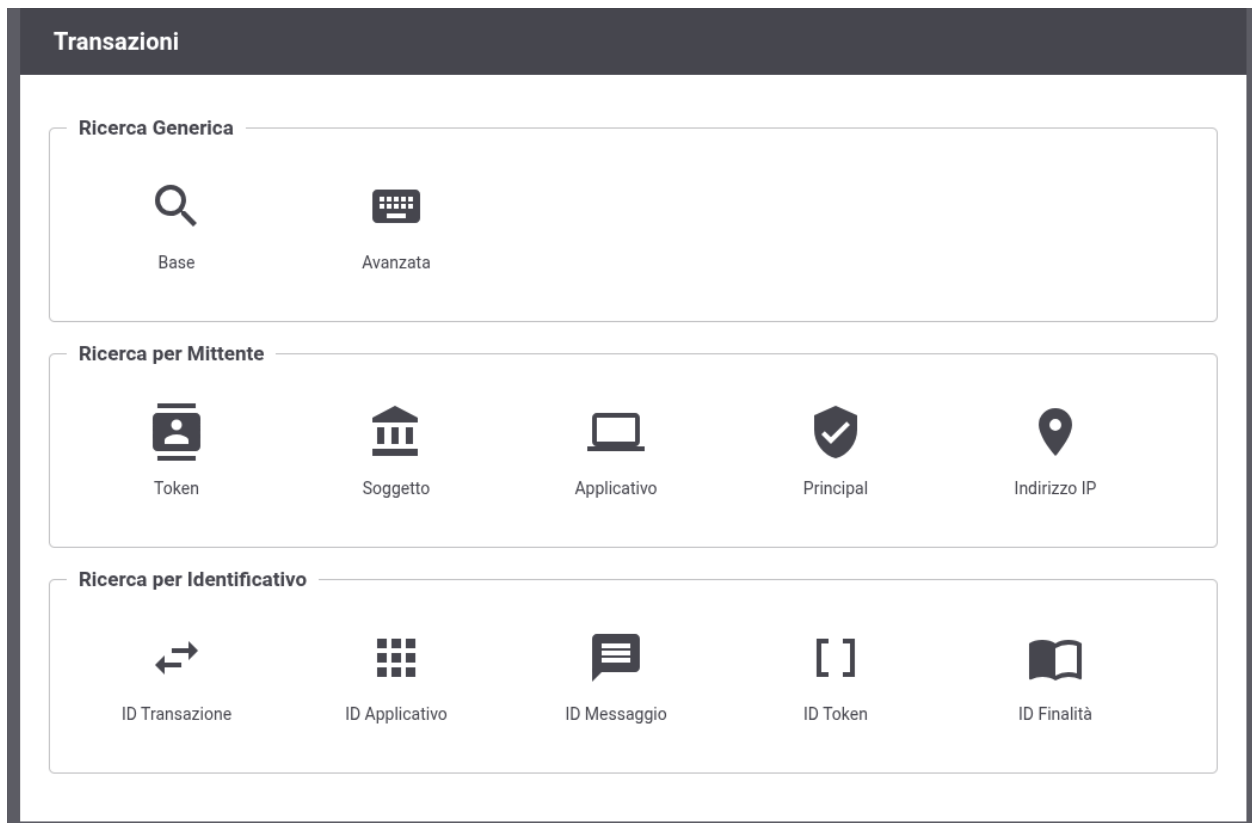 Transazioni
Ricerca Generica
Base
Avanzata
Ricerca per Mittente
Token
Soggetto
Applicativo
Principal
Indirizzo IP
Ricerca per Identificativo
ID Transazione
ID Applicativo
ID Messaggio
ID Token
ID Finalità